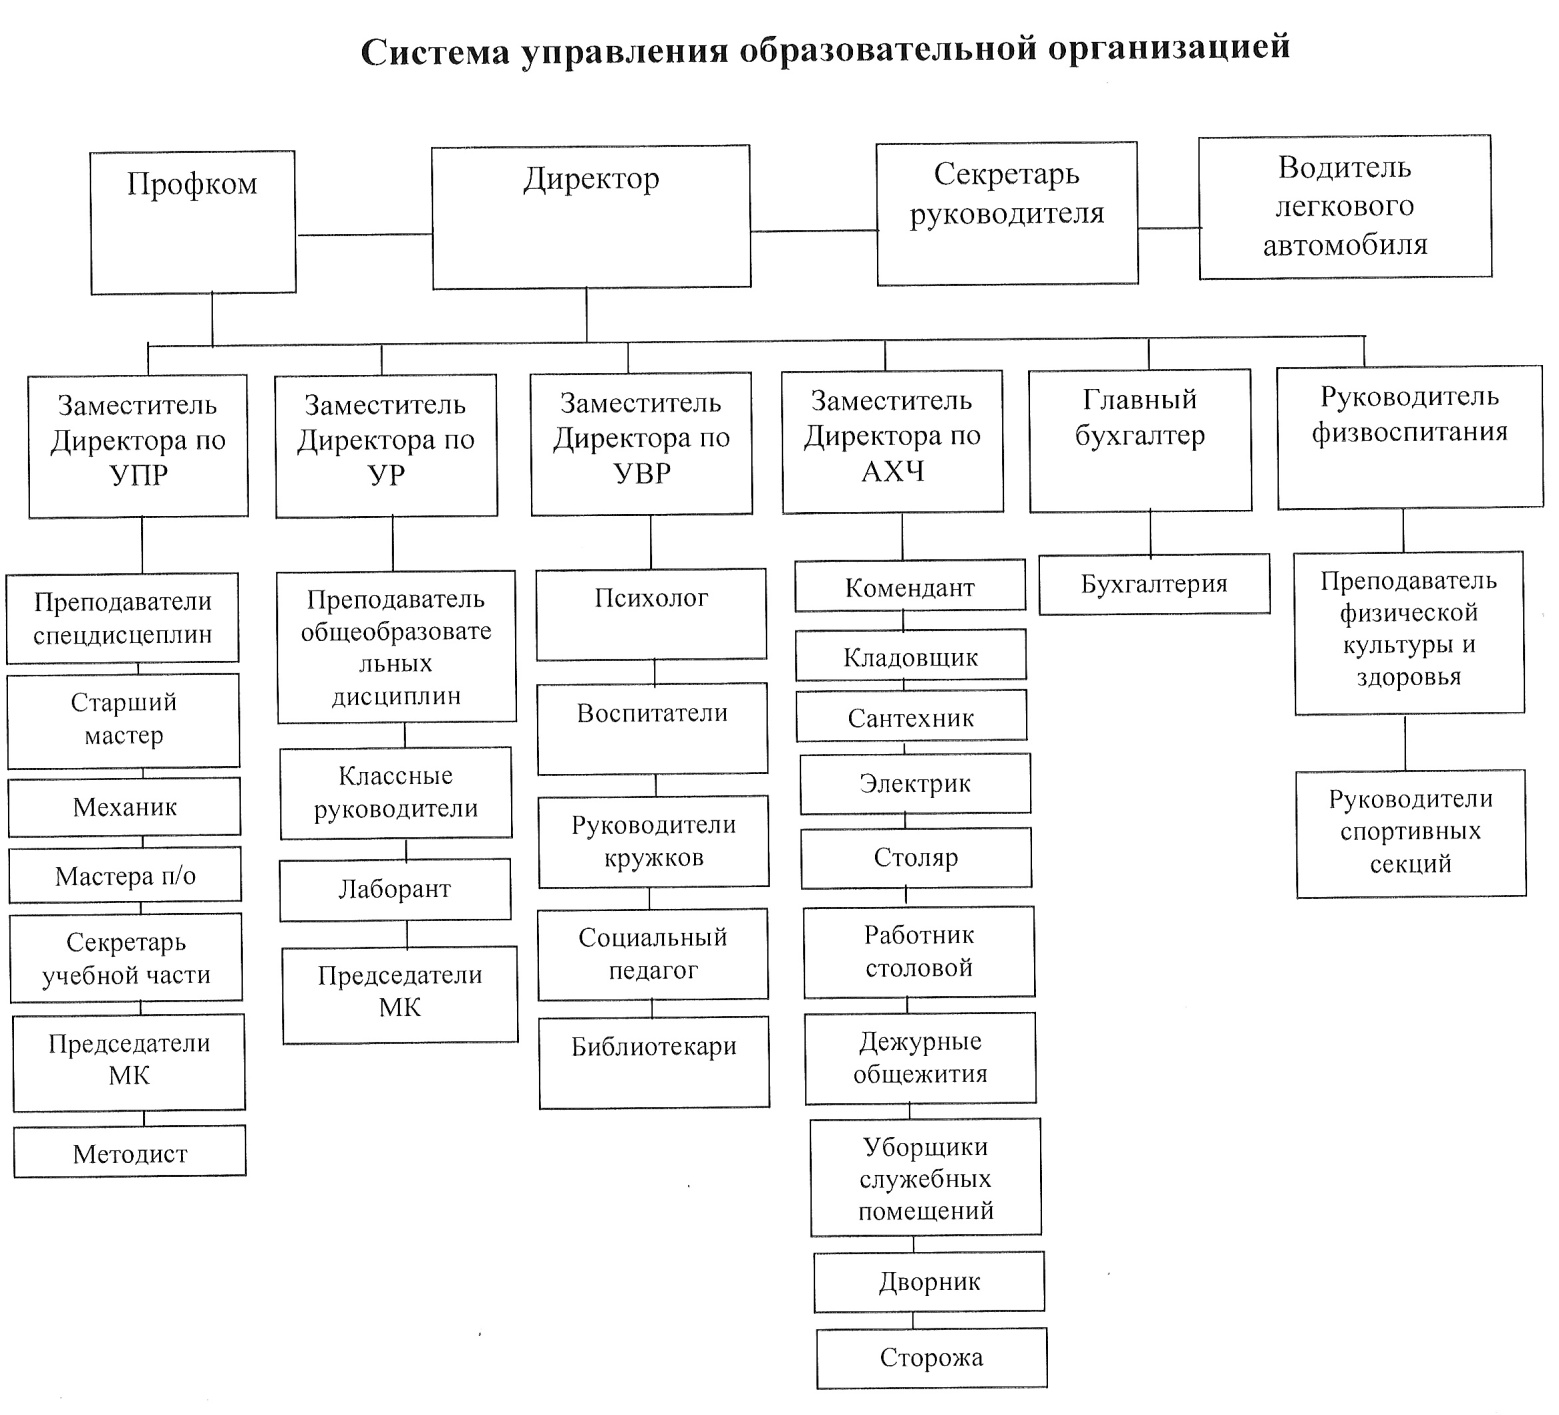 Система управления образовательной организацией
Профком
Директор
Секретарь
руководителя
Водитель
легкового
автомобиля
Заместитель
Директора по
УПР
Заместитель
Директора по
УР
Заместитель
Директора по
УВР
Заместитель
Директора по
АХЧ
Главный
бухгалтер
Руководитель
физвоспитания
Преподаватели
спецдисцеплин
Старший
мастер
Механик
Мастера п/о
Секретарь
учебной части
Председатели
МК
Методист
Преподаватель
общеобразовате
льных
дисциплин
Классные
руководители
Лаборант
Председатели
МК
Психолог
Воспитатели
Руководители
кружков
Социальный
педагог
Библиотекари
Комендант
Кладовщик
Сантехник
Электрик
Столяр
Работник
столовой
Дежурные
общежития
Уборщики
служебных
помещений
Дворник
Сторожа
Бухгалтерия
Преподаватель
физической
культуры и
здоровья
Руководители
спортивных
секций